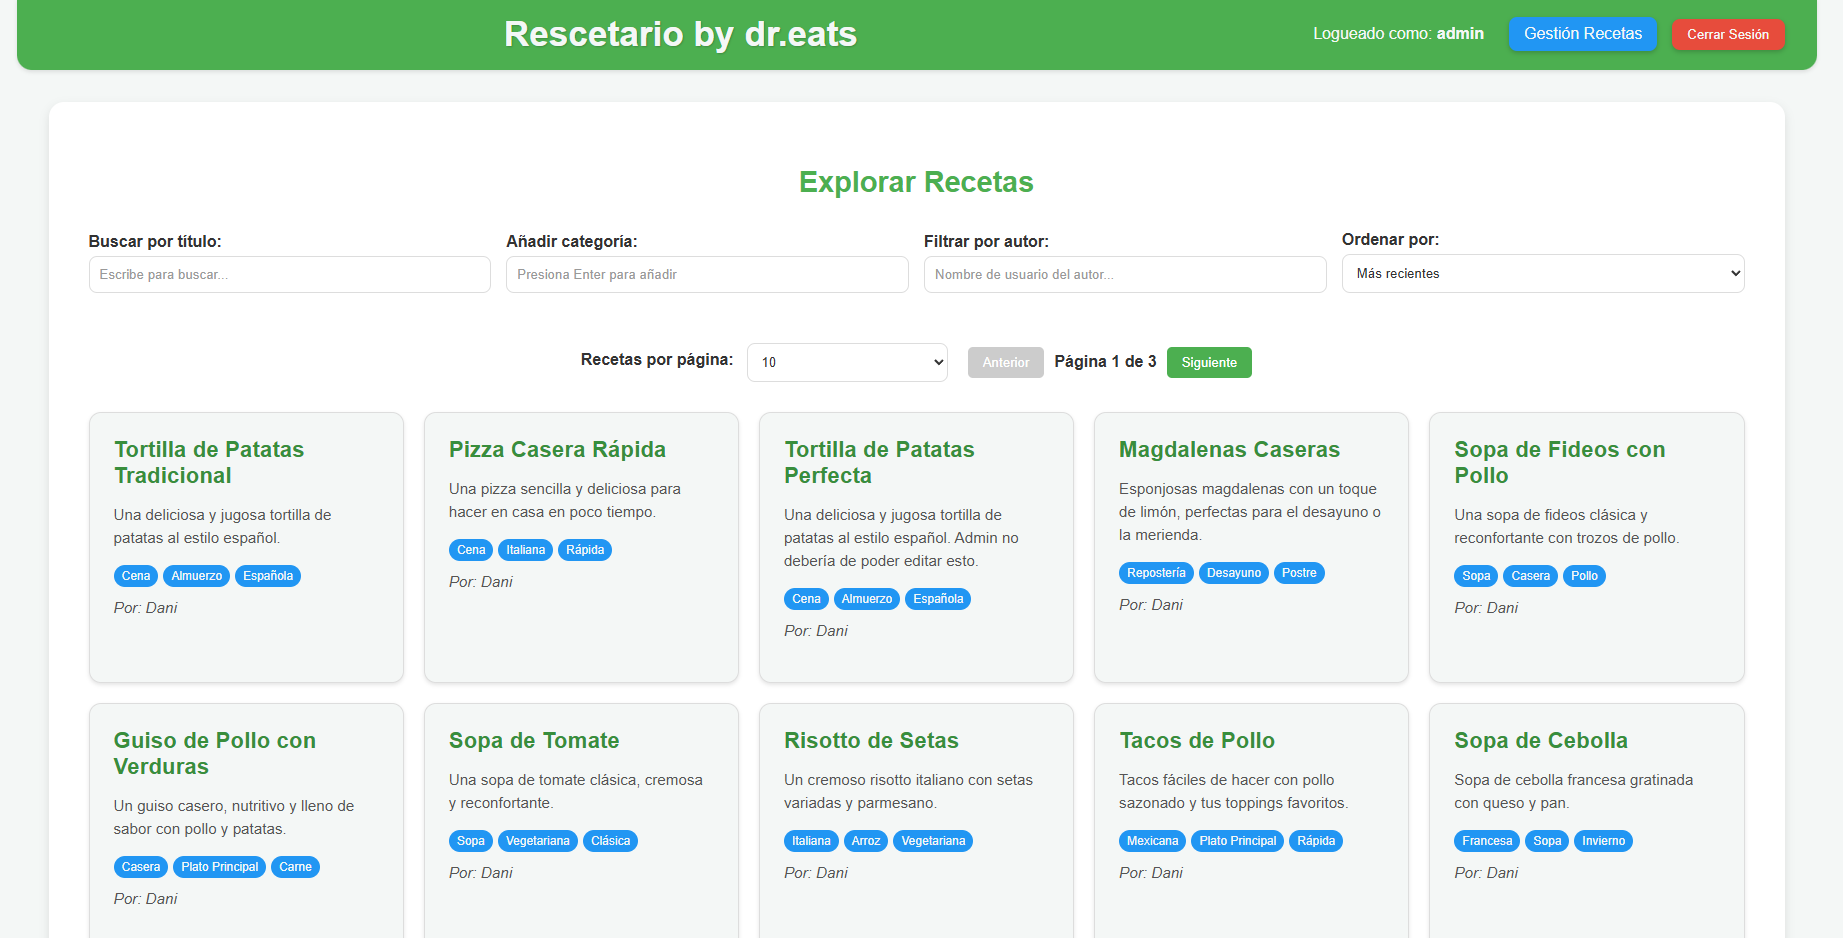 Rescetario by dr.eats
Logueado como: admin
Gestión Recetas
Cerrar Sesión
Explorar Recetas
Buscar por título:
Escribe para buscar...
Añadir categoría:
Presiona Enter para añadir
Filtrar por autor:
Nombre de usuario del autor...
Ordenar por:
Más recientes
Recetas por página:
10
Anterior
Página 1 de 3
Siguiente
Tortilla de Patatas
Tradicional
Una deliciosa y jugosa tortilla de
patatas al estilo español.
Cena Almuerzo Española
Por: Dani
Pizza Casera Rápida
Una pizza sencilla y deliciosa para
hacer en casa en poco tiempo.
Cena Italiana Rápida
Por: Dani
Tortilla de Patatas
Perfecta
Una deliciosa y jugosa tortilla de
patatas al estilo español. Admin no
debería de poder editar esto.
Cena Almuerzo Española
Por: Dani
Magdalenas Caseras
Esponjosas magdalenas con un toque
de limón, perfectas para el desayuno o
la merienda.
Repostería Desayuno Postre
Por: Dani
Sopa de Fideos con
Pollo
Una sopa de fideos clásica y
reconfortante con trozos de pollo.
Sopa Casera Pollo
Por: Dani
Guiso de Pollo con
Verduras
Un guiso casero, nutritivo y lleno de
sabor con pollo y patatas.
Casera Plato Principal Carne
Por: Dani
Sopa de Tomate
Una sopa de tomate clásica, cremosa
y reconfortante.
Sopa Vegetariana Clásica
Por: Dani
Risotto de Setas
Un cremoso risotto italiano con setas
variadas y parmesano.
Italiana Arroz Vegetariana
Por: Dani
Tacos de Pollo
Tacos fáciles de hacer con pollo
sazonado y tus toppings favoritos.
Mexicana Plato Principal Rápida
Por: Dani
Sopa de Cebolla
Sopa de cebolla francesa gratinada
con queso y pan.
Francesa Sopa Invierno
Por: Dani